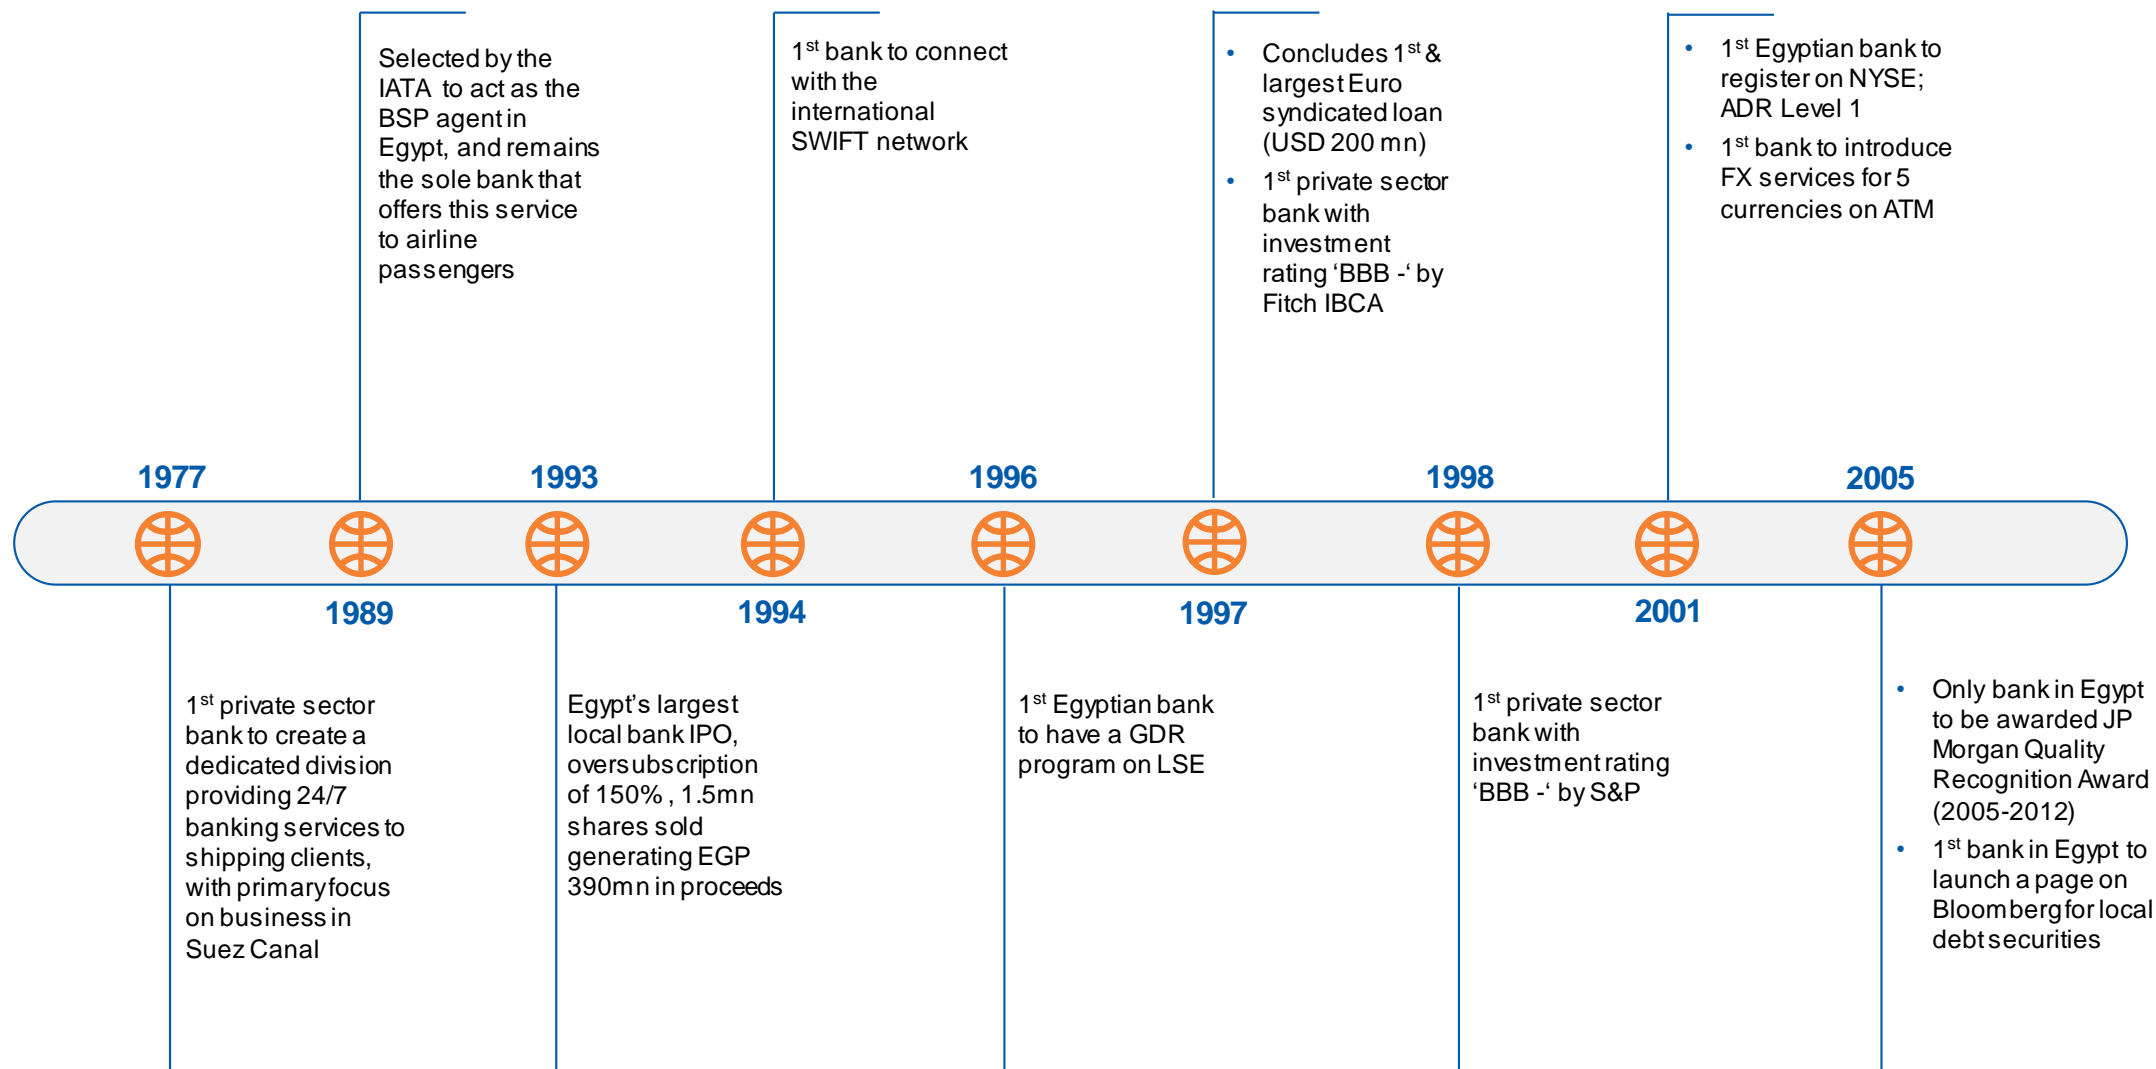 Selected by the
IATA to act as the
BSP agent in
Egypt, and remains
the sole bank that
offers this service
to airline
passengers
1st bank to connect
with the
international
SWIFT network
• Concludes 1st &
largest Euro
syndicated loan
(USD 200 mn)
• 1st private sector
bank with
investment
rating ‘BBB -‘ by
Fitch IBCA
• 1st Egyptian bank to
register on NYSE;
ADR Level 1
• 1st bank to introduce
FX services for 5
currencies on ATM
1977
1993
1996
1998
2005
1989
1994
1997
2001
1st private sector
bank to create a
dedicated division
providing 24/7
banking services to
shipping clients,
with primary focus
on business in
Suez Canal
Egypt’s largest
local bank IPO,
oversubscription
of 150% , 1.5mn
shares sold
generating EGP
390mn in proceeds
1st Egyptian bank
to have a GDR
program on LSE
1st private sector
bank with
investment rating
‘BBB -‘ by S&P
• Only bank in Egypt
to be awarded JP
Morgan Quality
Recognition Award
(2005-2012)
• 1st bank in Egypt to
launch a page on
Bloomberg for local
debt securities